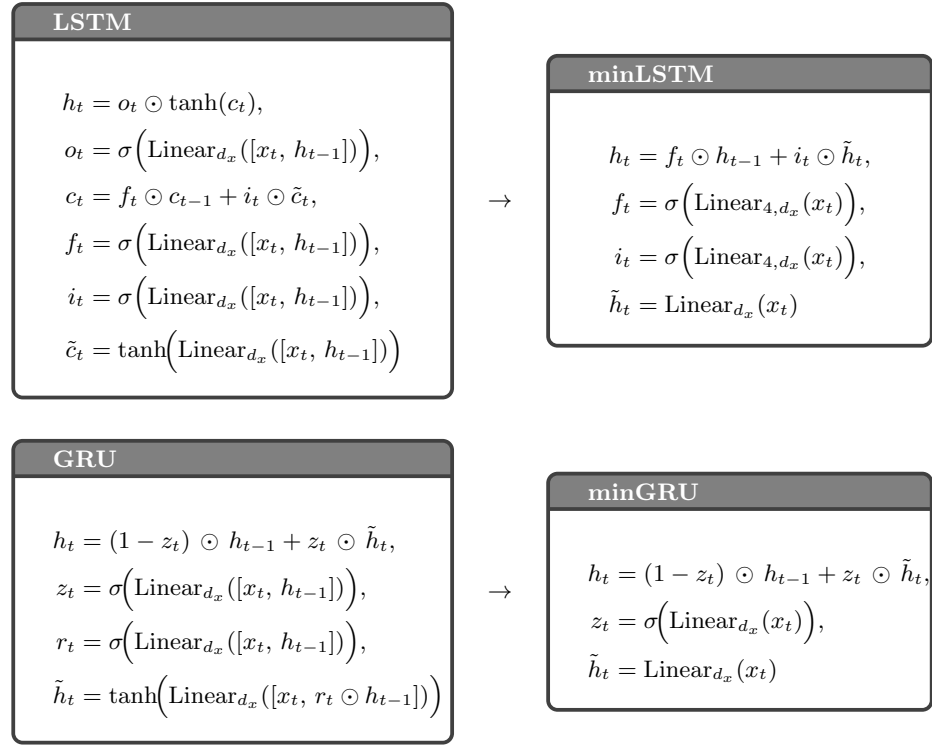 LSTM
h_t = o_t ⊙ tanh(c_t),
o_t = σ(Linear_{d_x}([x_t, h_{t−1}])),
c_t = f_t ⊙ c_{t−1} + i_t ⊙ c̃_t,
f_t = σ(Linear_{d_x}([x_t, h_{t−1}])),
i_t = σ(Linear_{d_x}([x_t, h_{t−1}])),
c̃_t = tanh(Linear_{d_x}([x_t, h_{t−1}]))
→
minLSTM
h_t = f_t ⊙ h_{t−1} + i_t ⊙ h̃_t,
f_t = σ(Linear_{4,d_x}(x_t)),
i_t = σ(Linear_{4,d_x}(x_t)),
h̃_t = Linear_{d_x}(x_t)
GRU
h_t = (1 − z_t) ⊙ h_{t−1} + z_t ⊙ h̃_t,
z_t = σ(Linear_{d_x}([x_t, h_{t−1}])),
r_t = σ(Linear_{d_x}([x_t, h_{t−1}])),
h̃_t = tanh(Linear_{d_x}([x_t, r_t ⊙ h_{t−1}]))
→
minGRU
h_t = (1 − z_t) ⊙ h_{t−1} + z_t ⊙ h̃_t,
z_t = σ(Linear_{d_x}(x_t)),
h̃_t = Linear_{d_x}(x_t)